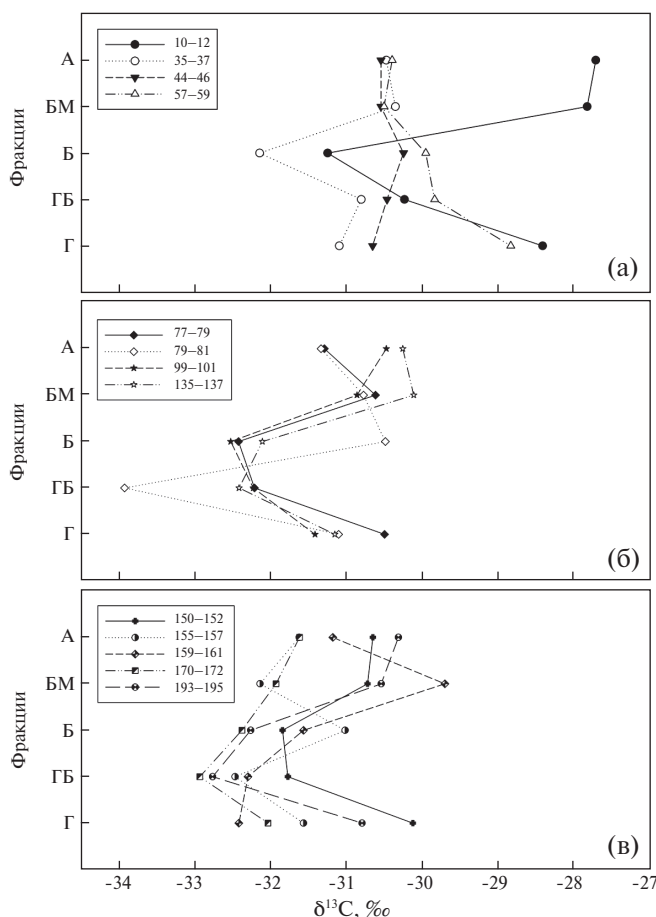 10–12
35–37
44–46
57–59
А
БМ
Б
ГБ
Г
Фракции
(а)
77–79
79–81
99–101
135–137
А
БМ
Б
ГБ
Г
Фракции
(б)
150–152
155–157
159–161
170–172
193–195
А
БМ
Б
ГБ
Г
Фракции
(в)
-34 -33 -32 -31 -30 -29 -28 -27
δ¹³C, ‰